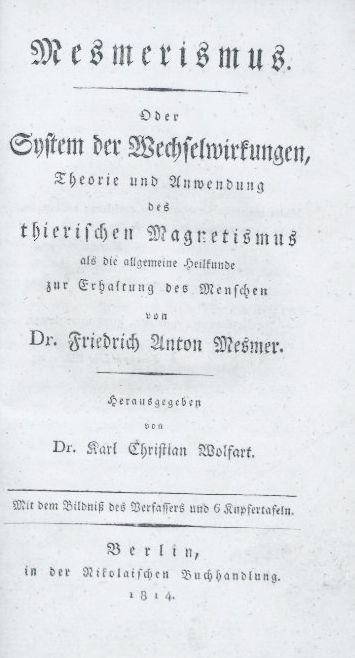 Mesmerismus.
Oder
System der Wechselwirkungen,
Theorie und Anwendung
des
thierischen Magnetismus
als die allgemeine Heilkunde
zur Erhaltung des Menschen
von
Dr. Friedrich Anton Mesmer.
Herausgegeben
von
Dr. Karl Christian Wolfart.
Mit dem Bildniß des Verfassers und 6 Kupfertafeln.
Berlin,
in der Nikolaischen Buchhandlung.
1814.